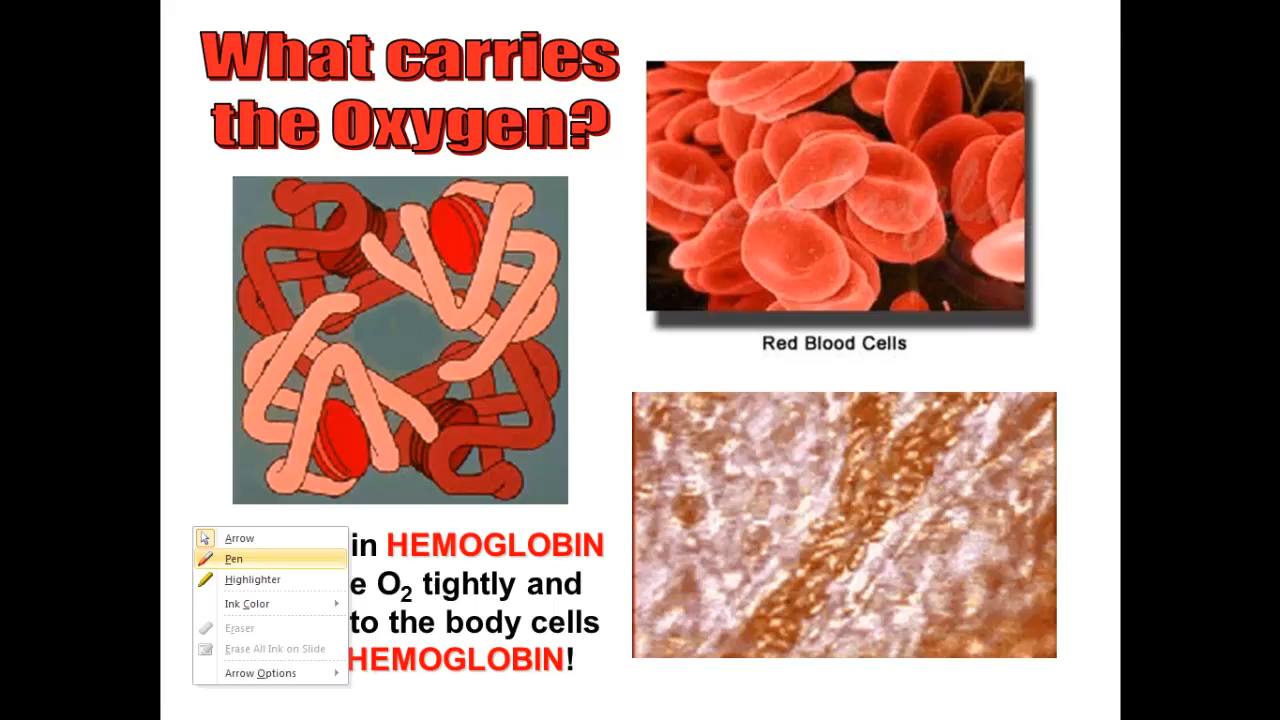 What carries
the Oxygen?
Red Blood Cells
in HEMOGLOBIN
e O2 tightly and
to the body cells
HEMOGLOBIN!
Arrow
Pen
Highlighter
Ink Color
Eraser
Erase All Ink on Slide
Arrow Options